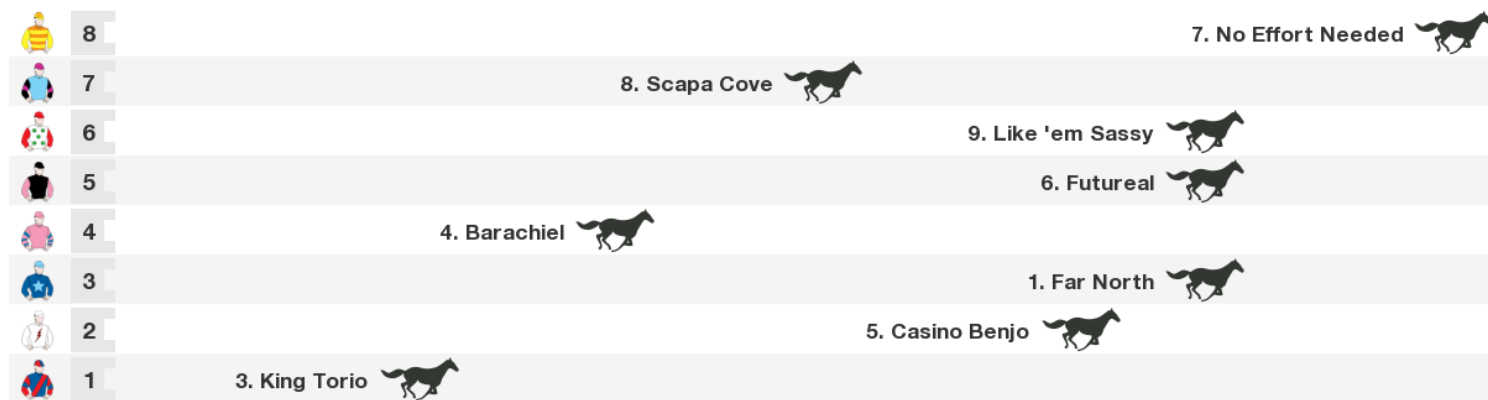 8 7. No Effort Needed
7 8. Scapa Cove
6 9. Like 'em Sassy
5 6. Futureal
4 4. Barachiel
3 1. Far North
2 5. Casino Benjo
1 3. King Torio